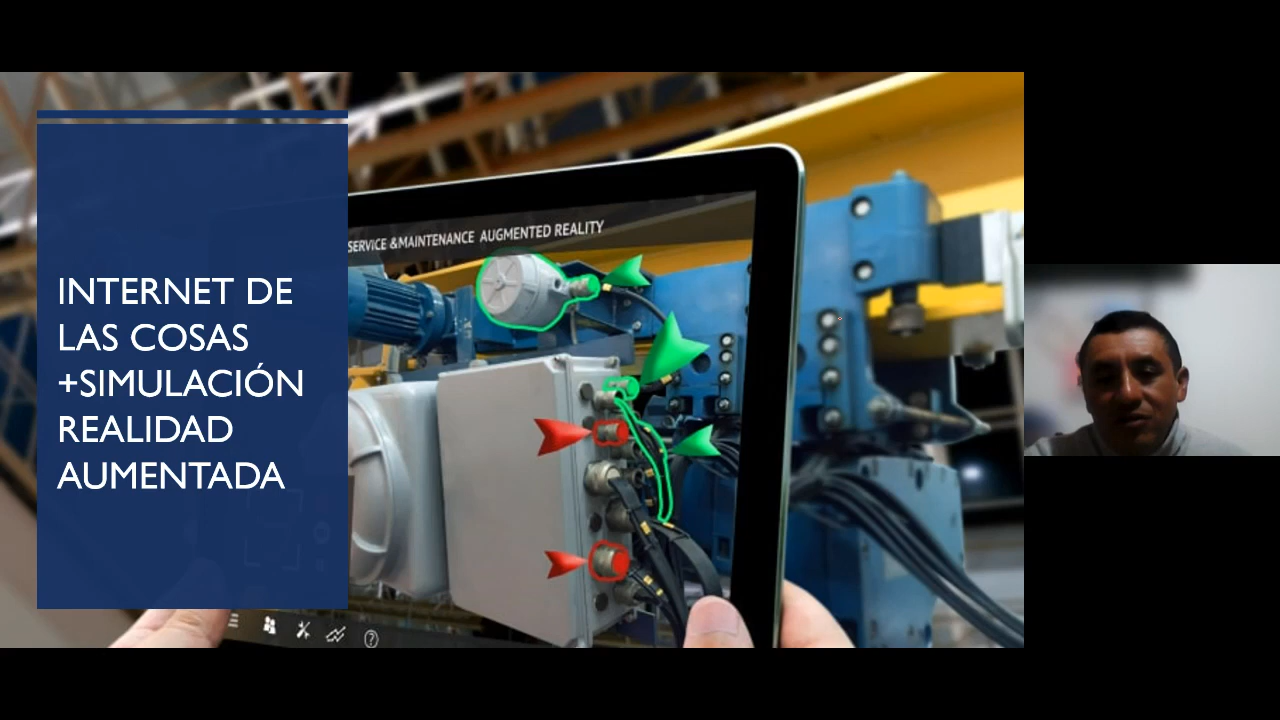 INTERNET DE
LAS COSAS
+SIMULACIÓN
REALIDAD
AUMENTADA
SERVICE &MAINTENANCE AUGMENTED REALITY